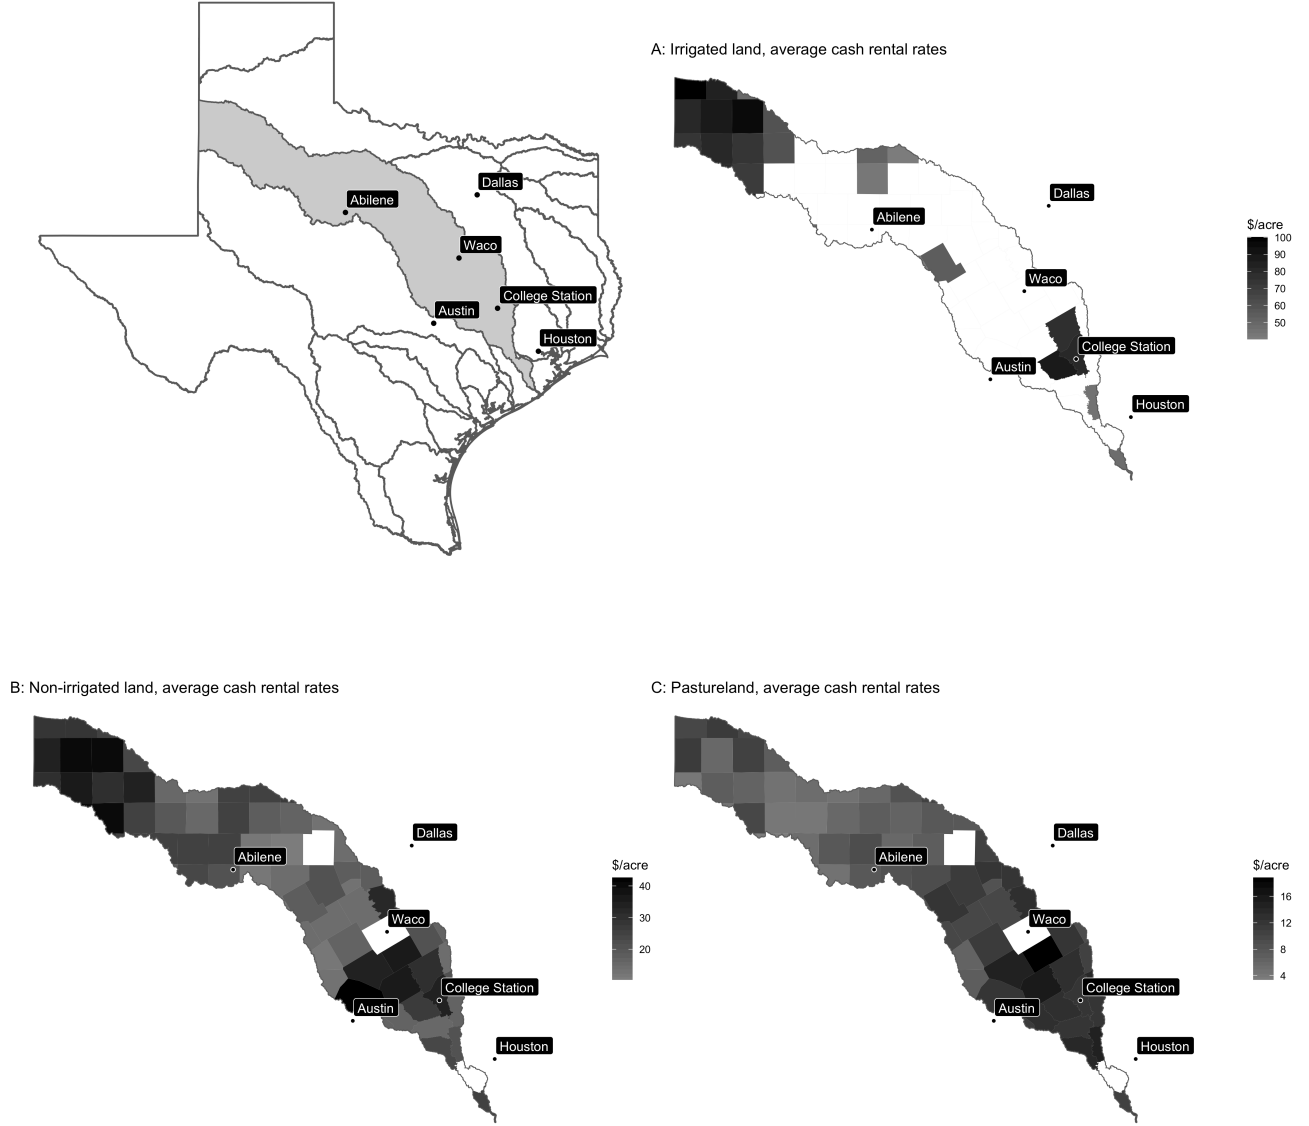 Abilene
Dallas
Waco
College Station
Austin
Houston
A: Irrigated land, average cash rental rates
Dallas
Abilene
Waco
College Station
Austin
Houston
$/acre
100
90
80
70
60
50
B: Non-irrigated land, average cash rental rates
Dallas
Abilene
Waco
College Station
Austin
Houston
$/acre
40
30
20
C: Pastureland, average cash rental rates
Dallas
Abilene
Waco
College Station
Austin
Houston
$/acre
16
12
8
4